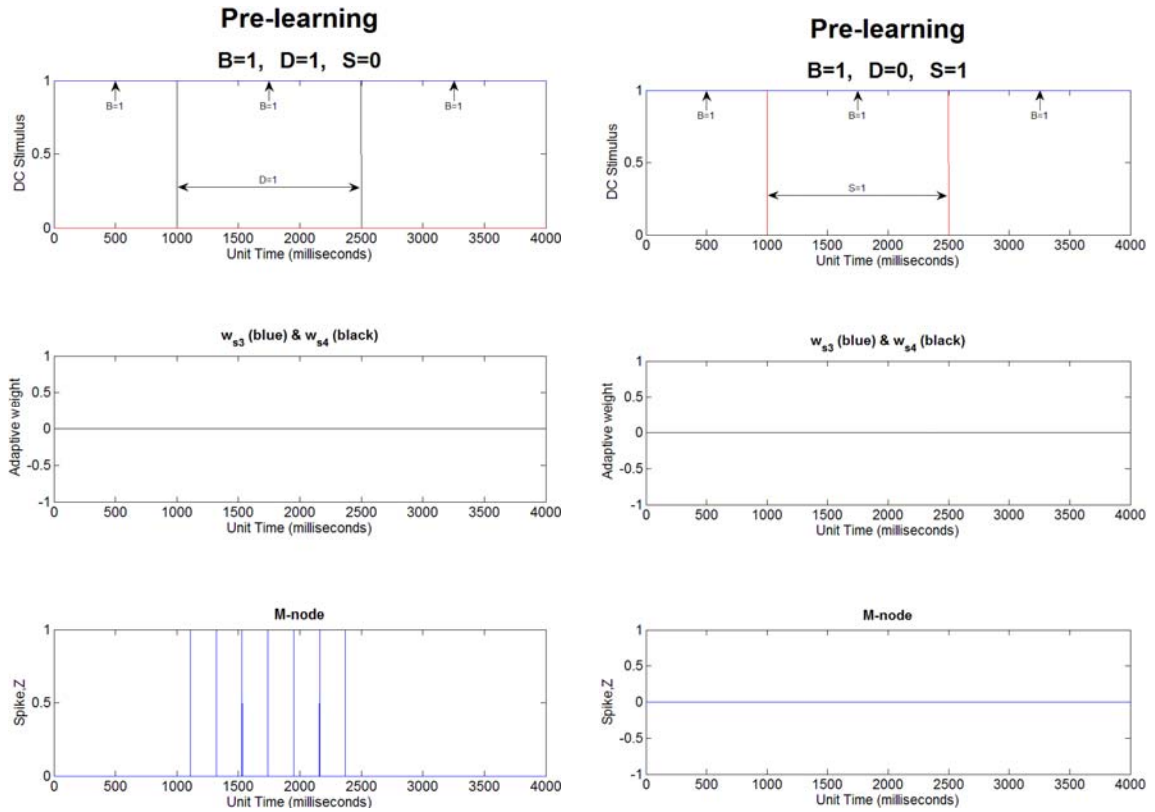 Pre-learning
B=1, D=1, S=0
1
0.5
0
DC Stimulus
B=1
B=1
B=1
D=1
0 500 1000 1500 2000 2500 3000 3500 4000
Unit Time (milliseconds)
w_s3 (blue) & w_s4 (black)
1
0.5
0
-0.5
-1
Adaptive weight
0 500 1000 1500 2000 2500 3000 3500 4000
Unit Time (milliseconds)
M-node
1
0.5
0
Spike,Z
0 500 1000 1500 2000 2500 3000 3500 4000
Unit Time (milliseconds)
Pre-learning
B=1, D=0, S=1
1
0.5
0
DC Stimulus
B=1
B=1
B=1
S=1
0 500 1000 1500 2000 2500 3000 3500 4000
Unit Time (milliseconds)
w_s3 (blue) & w_s4 (black)
1
0.5
0
-0.5
-1
Adaptive weight
0 500 1000 1500 2000 2500 3000 3500 4000
Unit Time (milliseconds)
M-node
1
0.5
0
-0.5
-1
Spike,Z
0 500 1000 1500 2000 2500 3000 3500 4000
Unit Time (milliseconds)